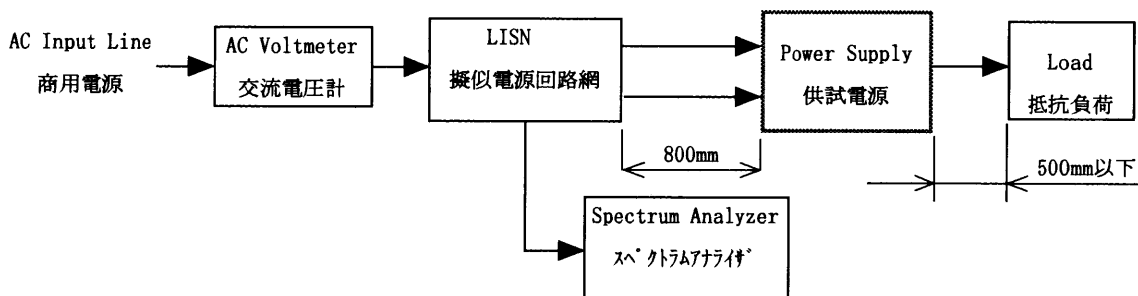 AC Input Line
商用電源
AC Voltmeter
交流電圧計
LISN
擬似電源回路網
Power Supply
供試電源
Load
抵抗負荷
800mm
500mm以下
Spectrum Analyzer
ｽﾍﾟｸﾄﾗﾑｱﾅﾗｲｻﾞ